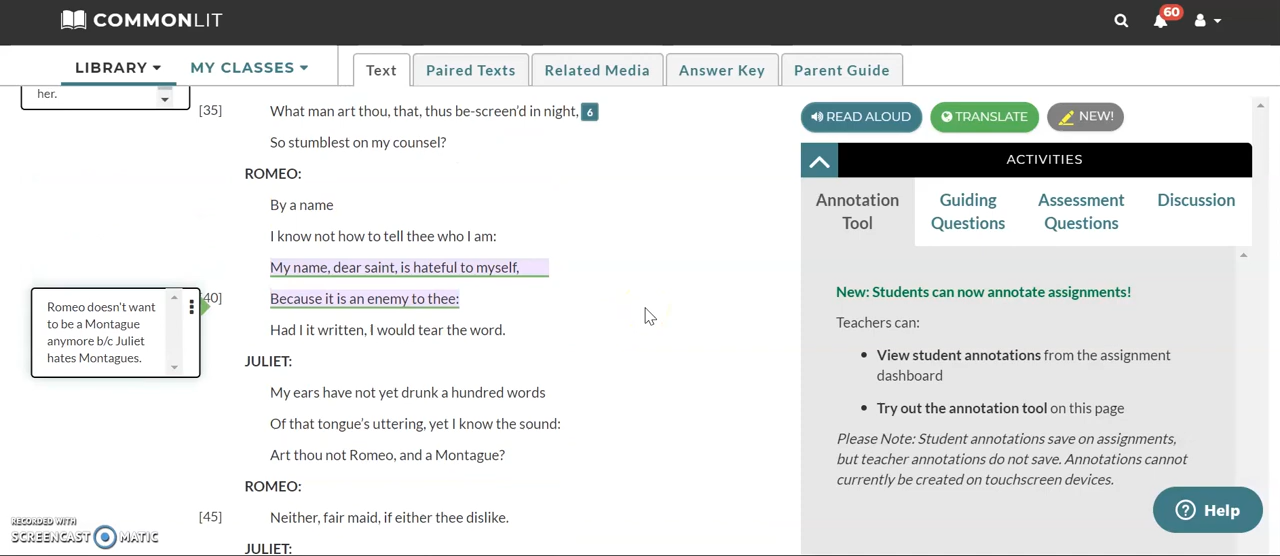 COMMONLIT
60
LIBRARY
MY CLASSES
Text
Paired Texts
Related Media
Answer Key
Parent Guide
her.
[35] What man art thou, that, thus be-screen'd in night, 6
So stumblest on my counsel?
ROMEO:
By a name
I know not how to tell thee who I am:
My name, dear saint, is hateful to myself,
[40] Because it is an enemy to thee:
Had I it written, I would tear the word.
JULIET:
My ears have not yet drunk a hundred words
Of that tongue's uttering, yet I know the sound:
Art thou not Romeo, and a Montague?
ROMEO:
[45] Neither, fair maid, if either thee dislike.
JULIET:
Romeo doesn't want
to be a Montague
anymore b/c Juliet
hates Montagues.
READ ALOUD
TRANSLATE
NEW!
ACTIVITIES
Annotation
Tool
Guiding
Questions
Assessment
Questions
Discussion
New: Students can now annotate assignments!
Teachers can:
• View student annotations from the assignment
dashboard
• Try out the annotation tool on this page
Please Note: Student annotations save on assignments,
but teacher annotations do not save. Annotations cannot
currently be created on touchscreen devices.
? Help
RECORDED WITH
SCREENCAST MATIC